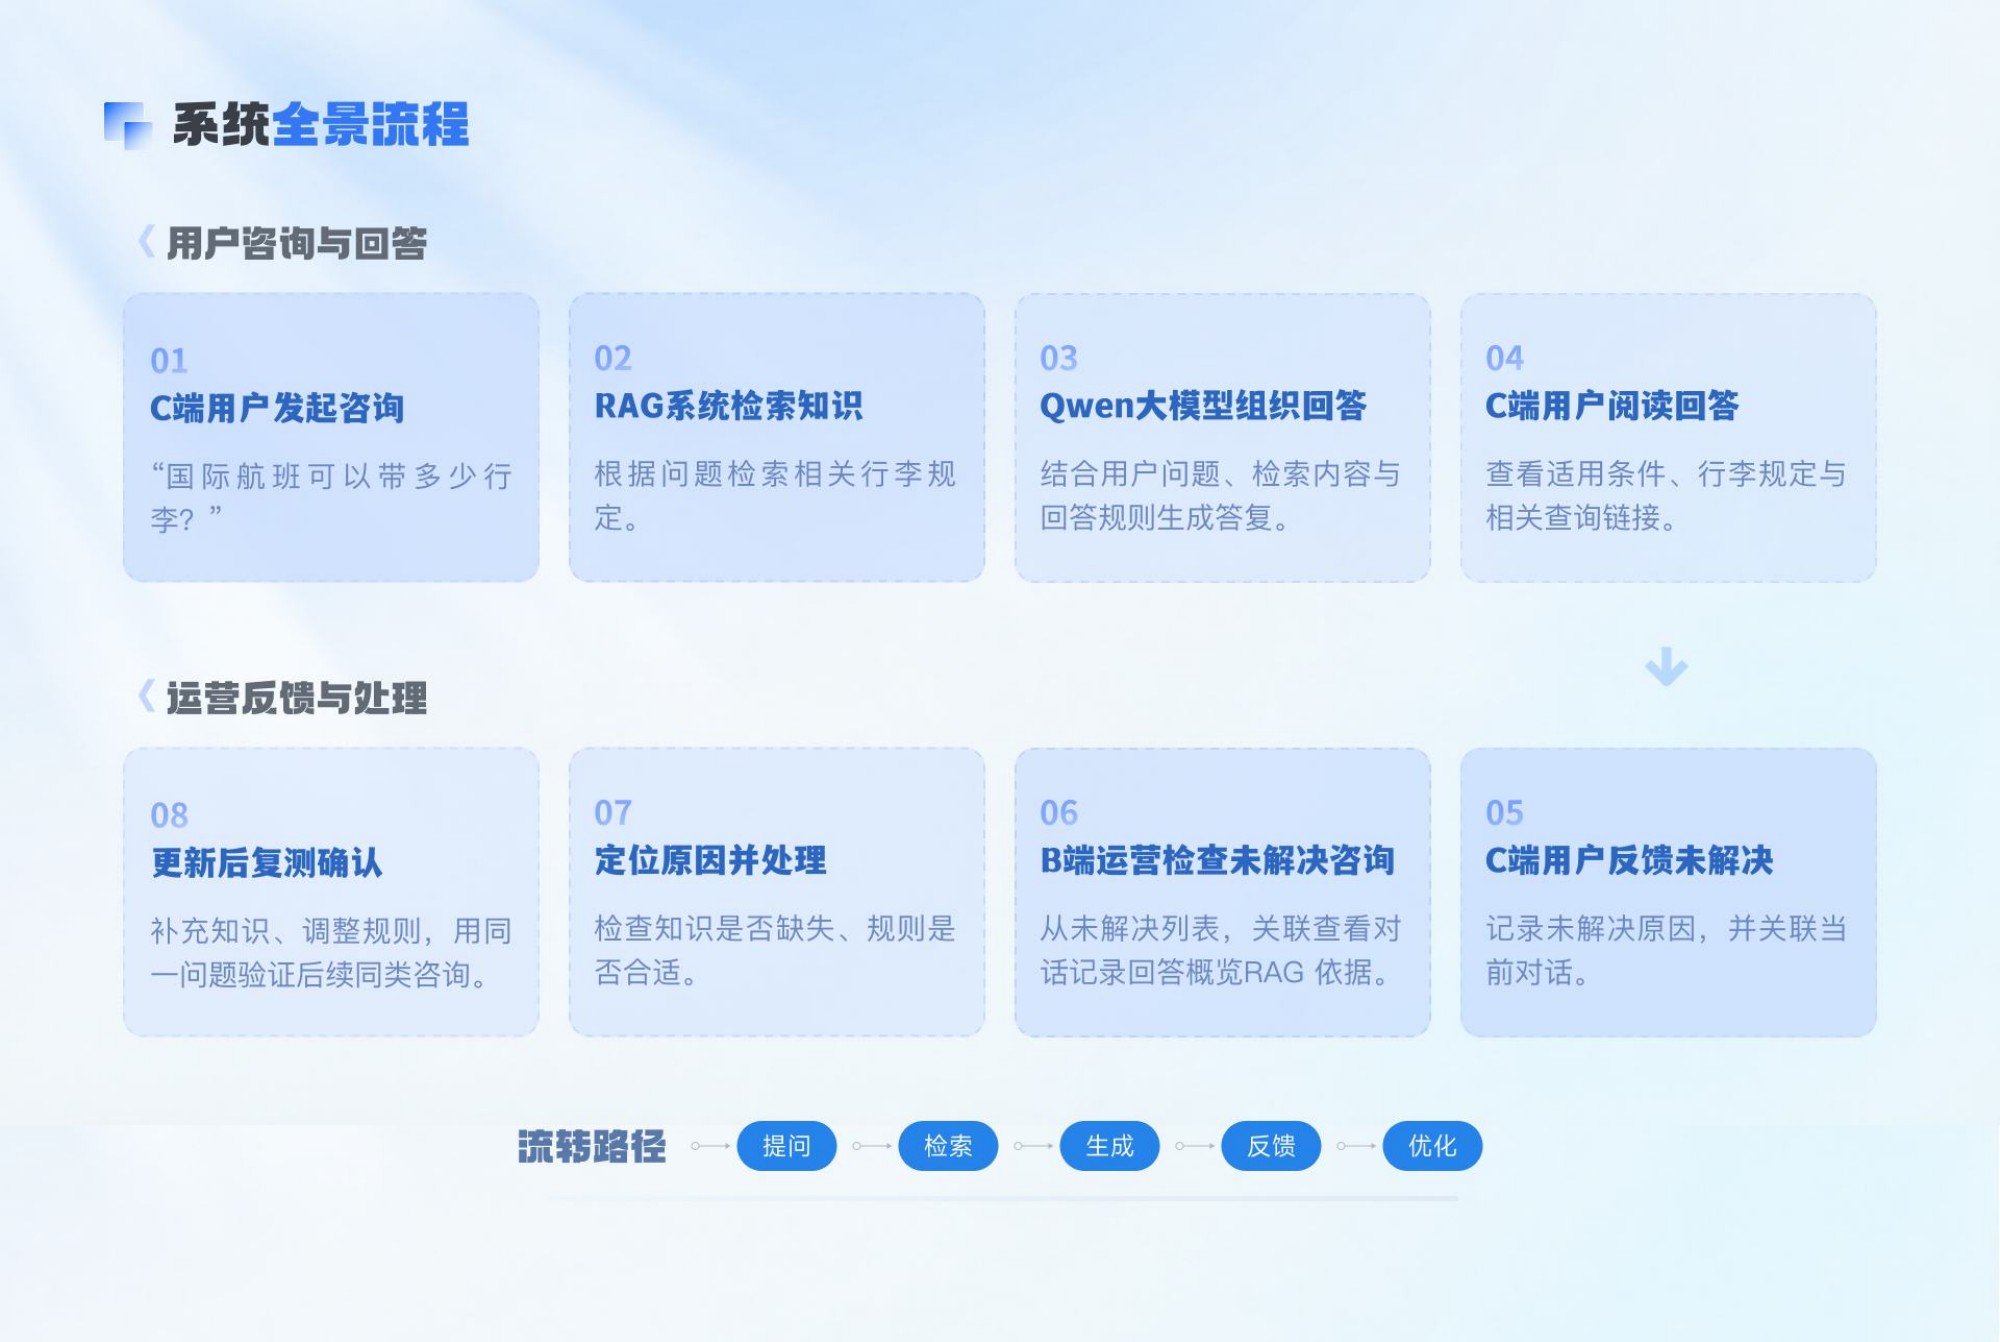 系统全景流程
《 用户咨询与回答
01
C端用户发起咨询
“国际航班可以带多少行
李？”
02
RAG系统检索知识
根据问题检索相关行李规
定。
03
Qwen大模型组织回答
结合用户问题、检索内容与
回答规则生成答复。
04
C端用户阅读回答
查看适用条件、行李规定与
相关查询链接。
《 运营反馈与处理
08
更新后复测确认
补充知识、调整规则，用同
一问题验证后续同类咨询。
07
定位原因并处理
检查知识是否缺失、规则是
否合适。
06
B端运营检查未解决咨询
从未解决列表，关联查看对
话记录回答概览RAG 依据。
05
C端用户反馈未解决
记录未解决原因，并关联当
前对话。
流转路径 提问 检索 生成 反馈 优化